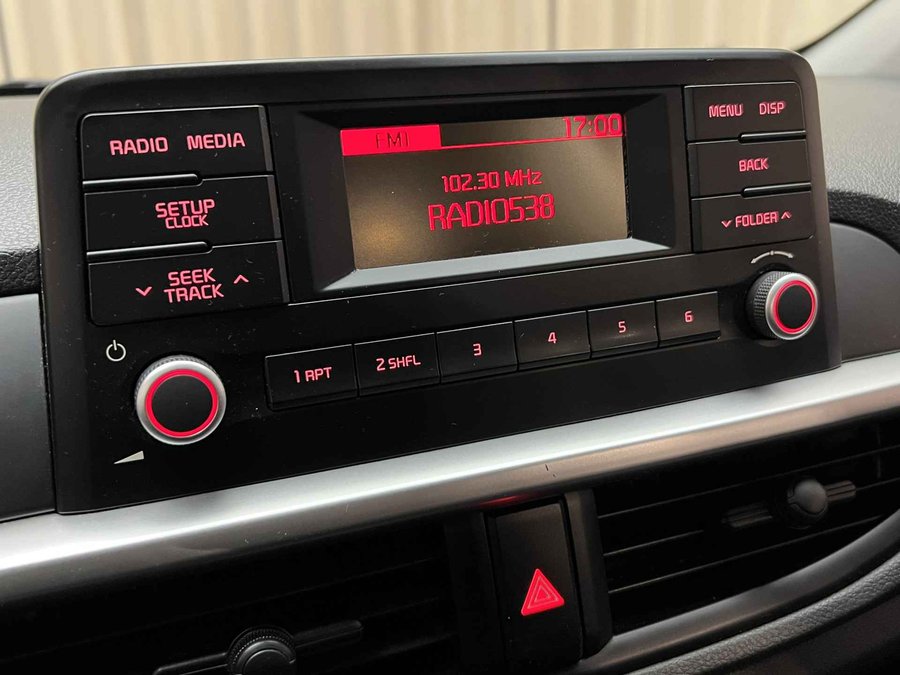 RADIO MEDIA
SETUP
CLOCK
SEEK
TRACK
FM1 17:00
102.30 MHz
RADIO538
MENU DISP
BACK
FOLDER
1 RPT 2 SHFL 3 4 5 6